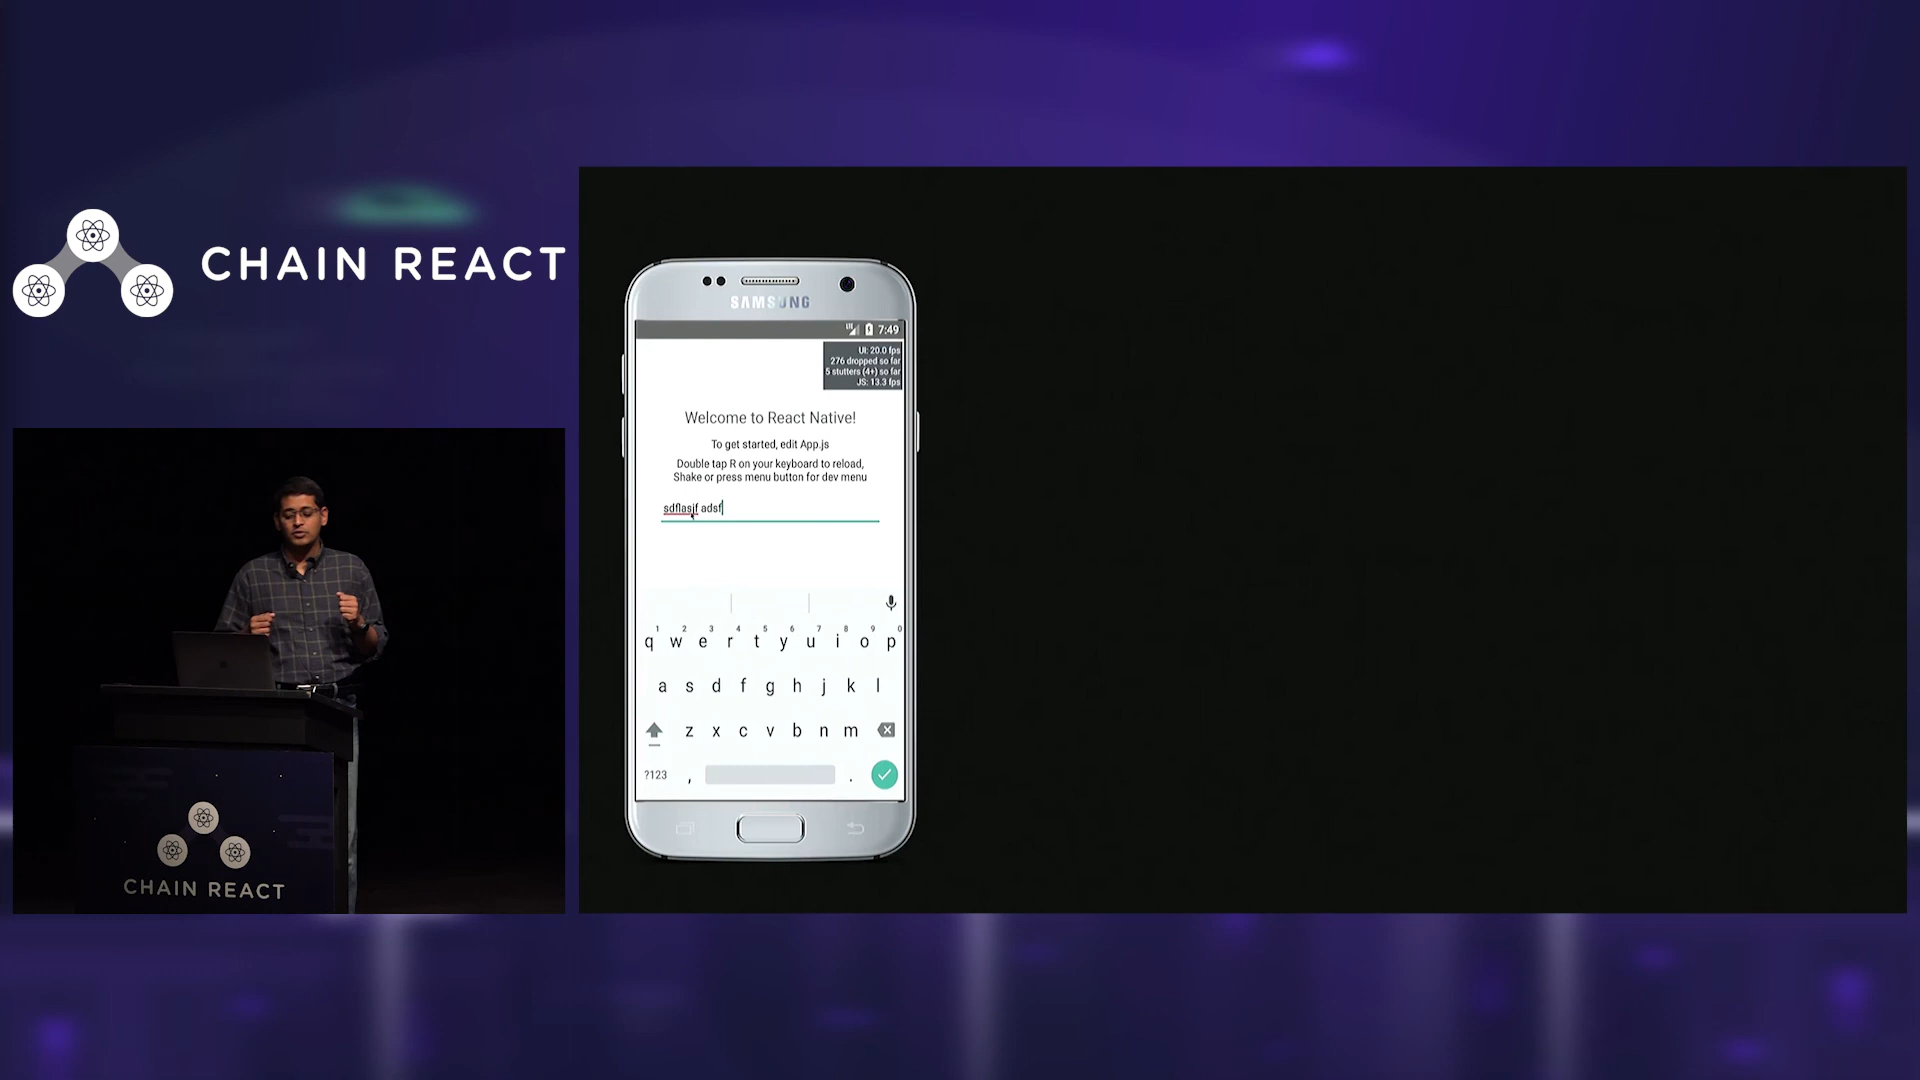 CHAIN REACT
SAMSUNG
LTE 7:49
UI: 20.0 fps
276 dropped so far
5 stutters (4+) so far
JS: 13.3 fps
Welcome to React Native!
To get started, edit App.js
Double tap R on your keyboard to reload,
Shake or press menu button for dev menu
sdflasjf adsf
1 2 3 4 5 6 7 8 9 0
q w e r t y u i o p
a s d f g h j k l
z x c v b n m
?123 , .
CHAIN REACT